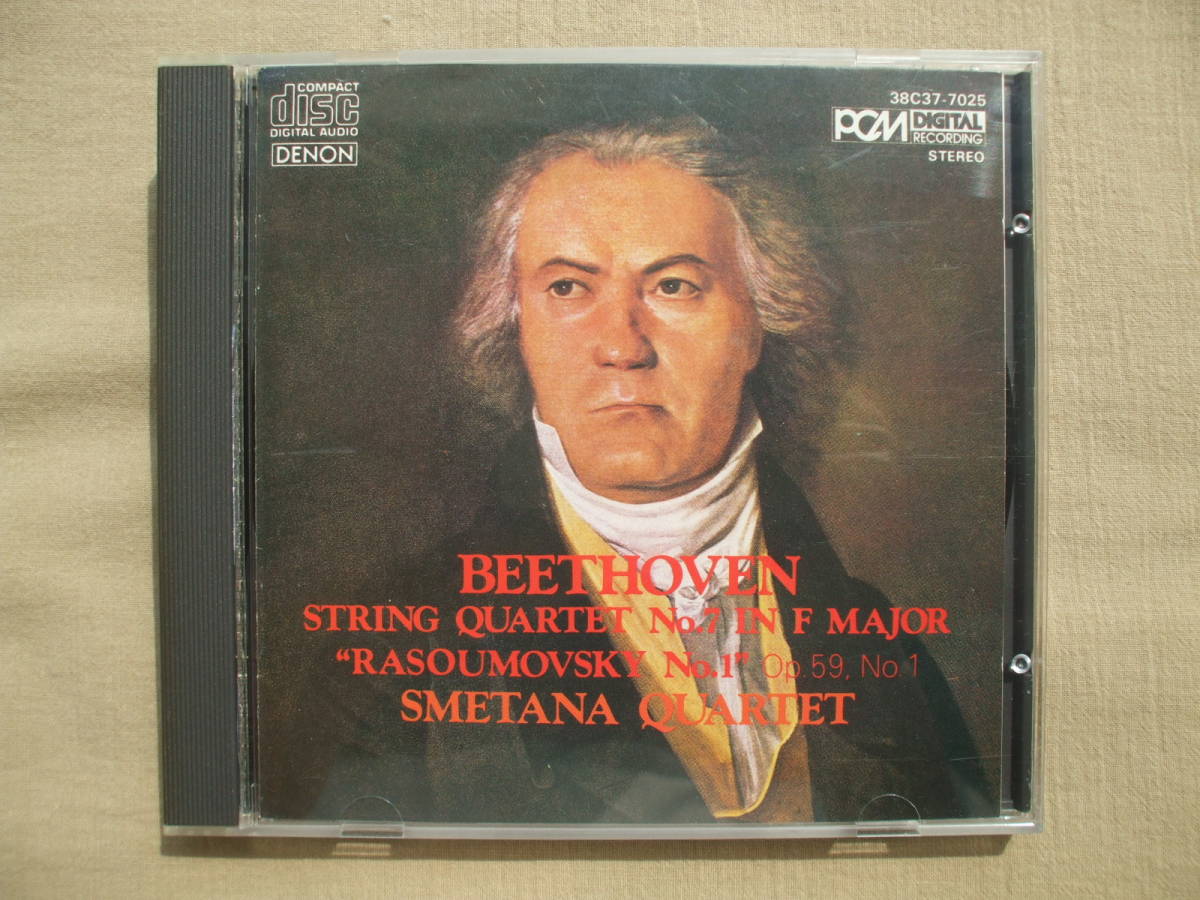 COMPACT
disc
DIGITAL AUDIO
DENON
38C37-7025
PCM DIGITAL
RECORDING
STEREO
BEETHOVEN
STRING QUARTET No.7 IN F MAJOR
“RASOUMOVSKY No.1” Op.59, No.1
SMETANA QUARTET